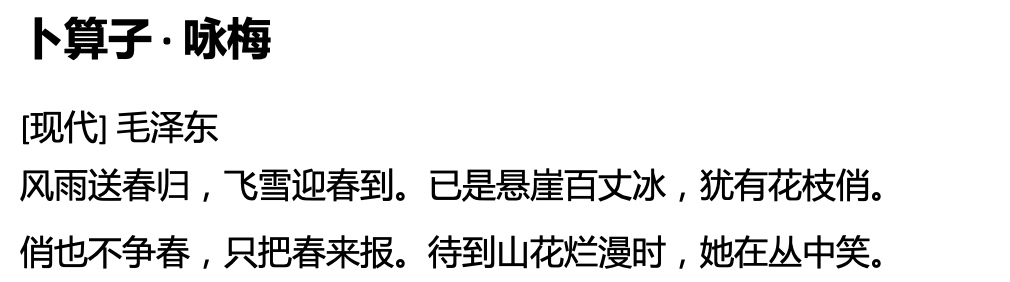 卜算子 · 咏梅
[现代] 毛泽东
风雨送春归，飞雪迎春到。已是悬崖百丈冰，犹有花枝俏。
俏也不争春，只把春来报。待到山花烂漫时，她在丛中笑。